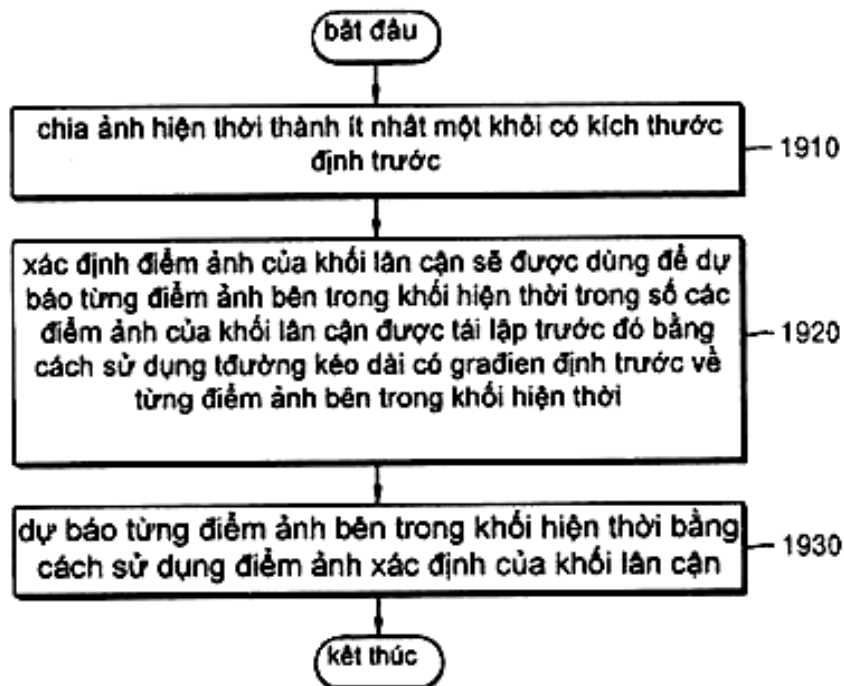 bắt đầu
chia ảnh hiện thời thành ít nhất một khối có kích thước
định trước
1910
xác định điểm ảnh của khối lân cận sẽ được dùng để dự
báo từng điểm ảnh bên trong khối hiện thời trong số các
điểm ảnh của khối lân cận được tái lập trước đó bằng
cách sử dụng tđường kéo dài có građien định trước về
từng điểm ảnh bên trong khối hiện thời
1920
dự báo từng điểm ảnh bên trong khối hiện thời bằng
cách sử dụng điểm ảnh xác định của khối lân cận
1930
kết thúc